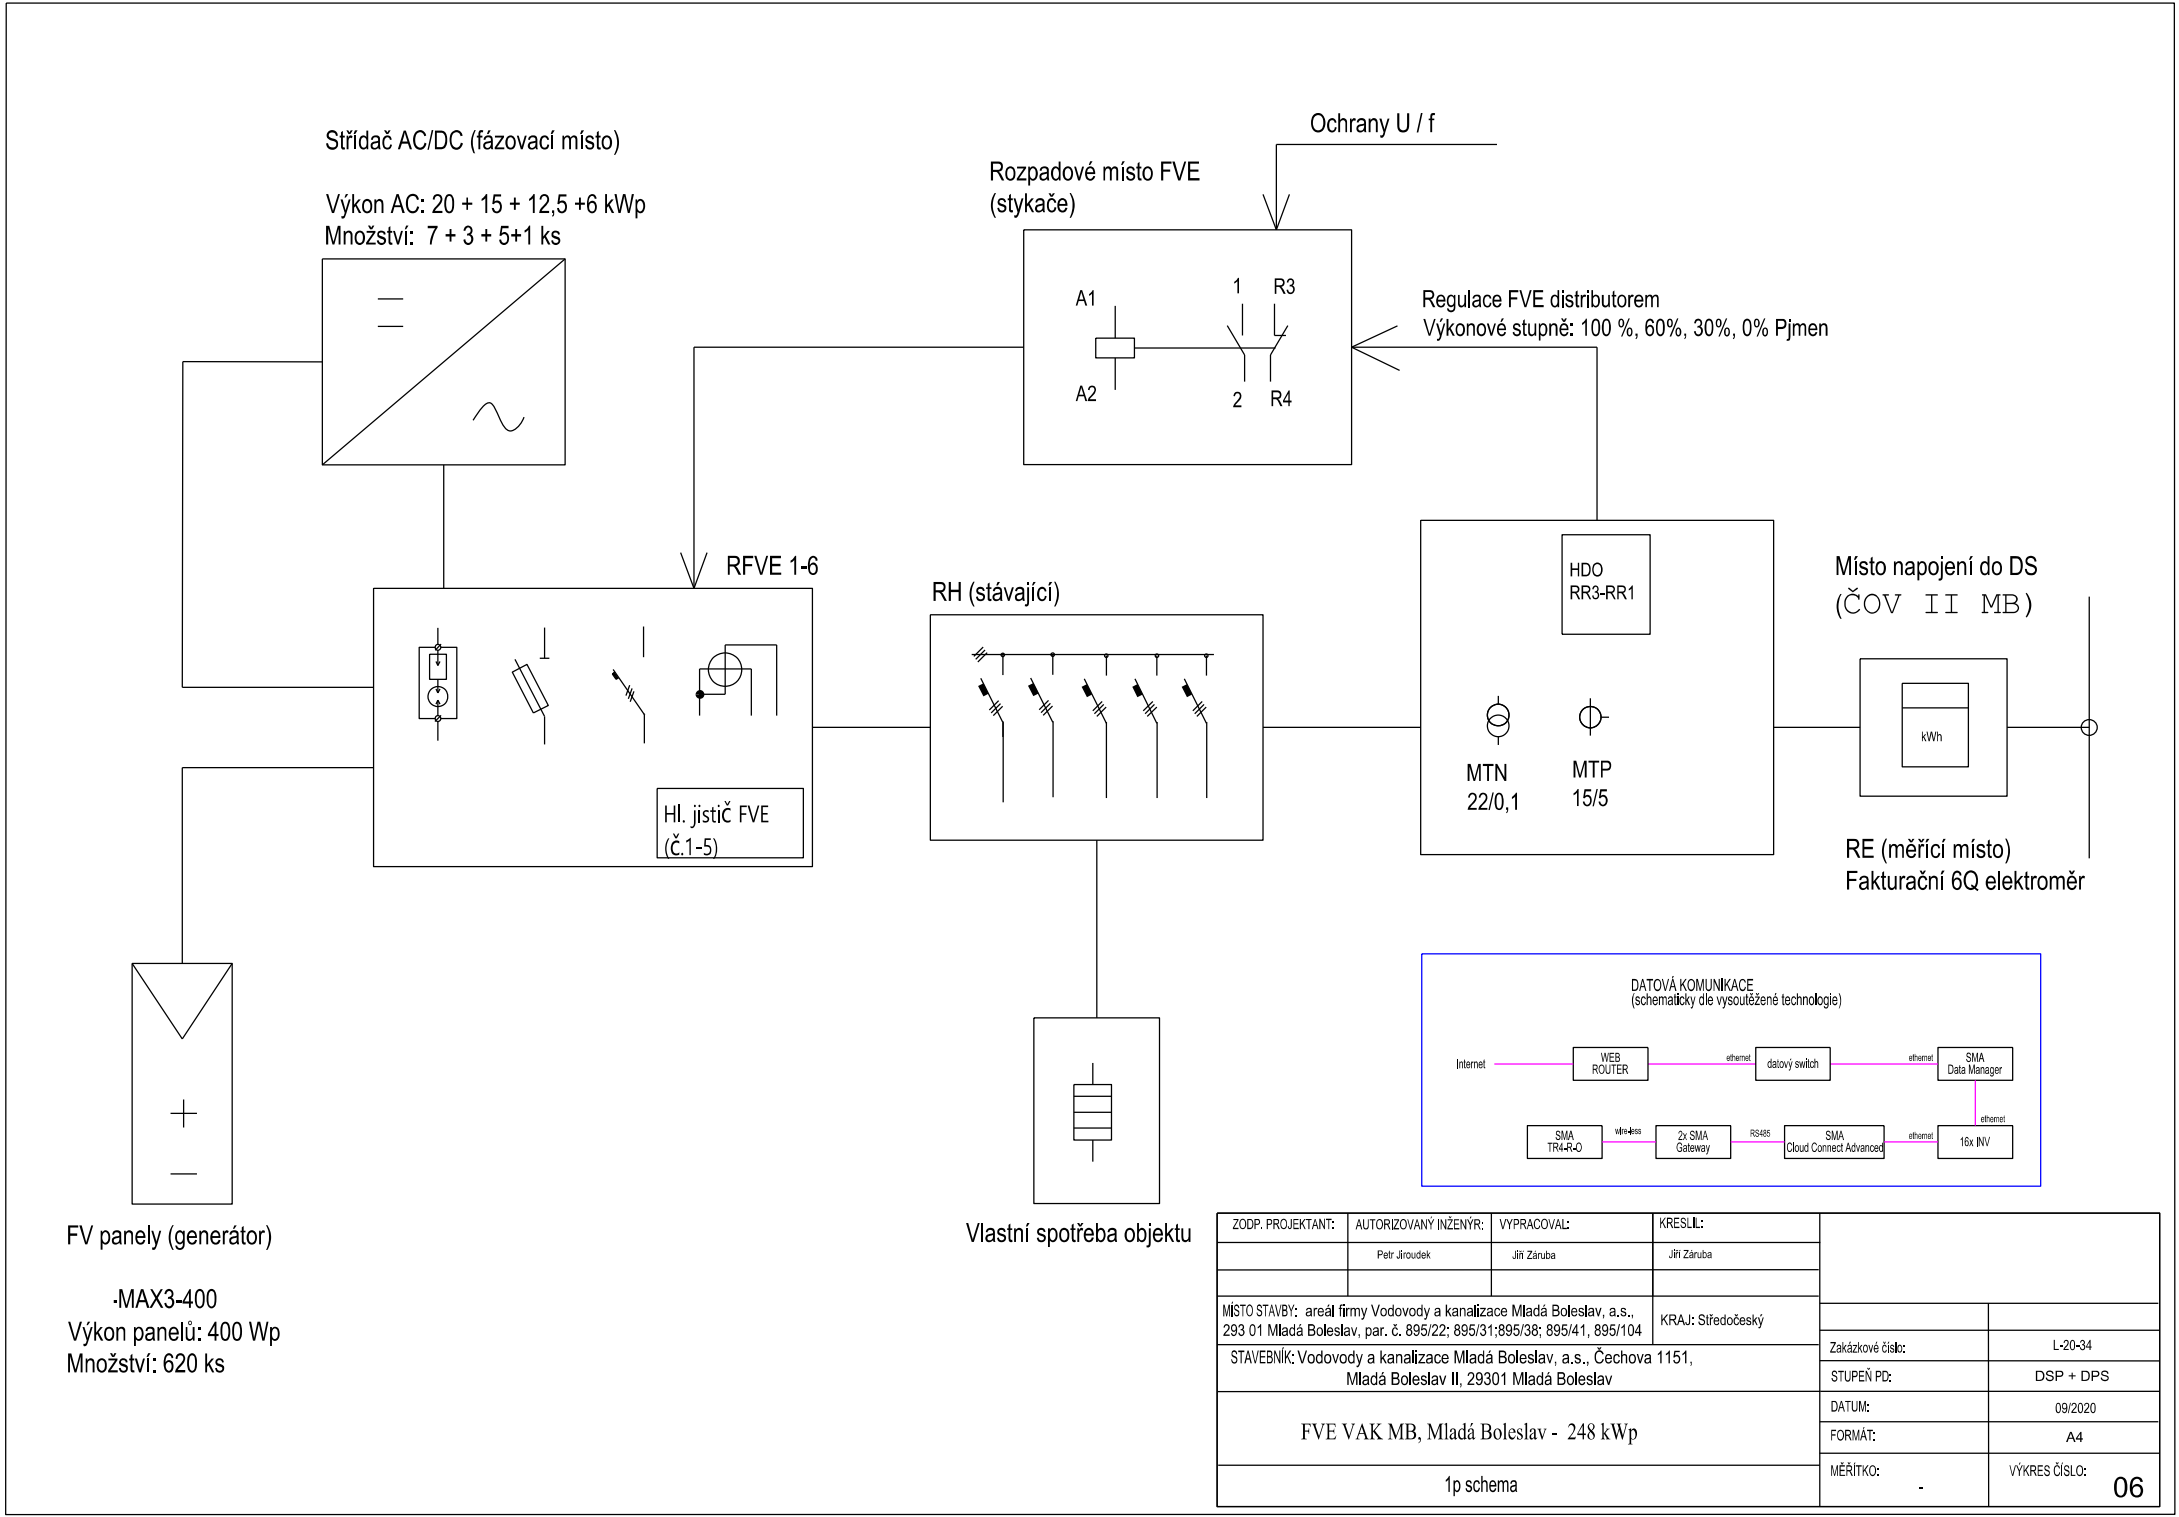 Střídač AC/DC (fázovací místo)
Výkon AC: 20 + 15 + 12,5 +6 kWp
Množství: 7 + 3 + 5+1 ks
Ochrany U / f
Rozpadové místo FVE
(stykače)
A1
1
R3
A2
2
R4
Regulace FVE distributorem
Výkonové stupně: 100 %, 60%, 30%, 0% Pjmen
RFVE 1-6
Hl. jistič FVE
(č.1-5)
RH (stávající)
HDO
RR3-RR1
MTN
22/0,1
MTP
15/5
Místo napojení do DS
(ČOV II MB)
kWh
RE (měřící místo)
Fakturační 6Q elektroměr
FV panely (generátor)
-MAX3-400
Výkon panelů: 400 Wp
Množství: 620 ks
Vlastní spotřeba objektu
DATOVÁ KOMUNIKACE
(schematicky dle vysoutěžené technologie)
Internet
WEB
ROUTER
ethernet
datový switch
ethernet
SMA
Data Manager
ethernet
SMA
TR4-R-O
wire-less
2x SMA
Gateway
RS485
SMA
Cloud Connect Advanced
ethernet
16x INV
ZODP. PROJEKTANT:
AUTORIZOVANÝ INŽENÝR:
VYPRACOVAL:
KRESLIL:
Petr Jiroudek
Jiří Záruba
Jiří Záruba
MÍSTO STAVBY: areál firmy Vodovody a kanalizace Mladá Boleslav, a.s.,
293 01 Mladá Boleslav, par. č. 895/22; 895/31;895/38; 895/41, 895/104
KRAJ: Středočeský
STAVEBNÍK: Vodovody a kanalizace Mladá Boleslav, a.s., Čechova 1151,
Mladá Boleslav II, 29301 Mladá Boleslav
FVE VAK MB, Mladá Boleslav - 248 kWp
1p schema
Zakázkové číslo:
L-20-34
STUPEŇ PD:
DSP + DPS
DATUM:
09/2020
FORMÁT:
A4
MĚŘÍTKO:
-
VÝKRES ČÍSLO:
06